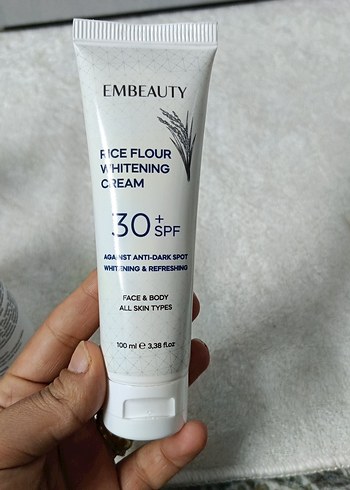 EMBEAUTY
RICE FLOUR
WHITENING
CREAM
30+
SPF
AGAINST ANTI-DARK SPOT
WHITENING & REFRESHING
FACE & BODY
ALL SKIN TYPES
100 ml ℮ 3,38 fl.oz